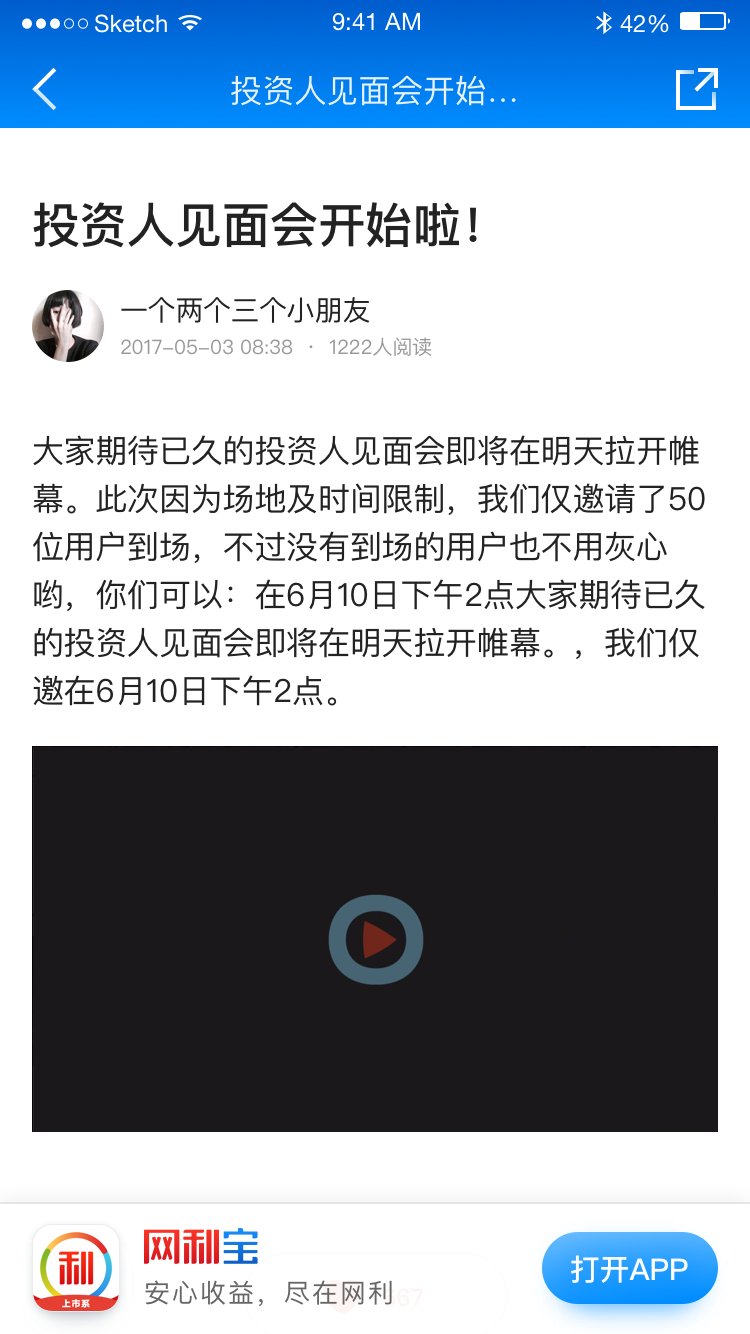 Sketch 9:41 AM 42%
投资人见面会开始...
投资人见面会开始啦！
一个两个三个小朋友
2017-05-03 08:38 · 1222人阅读
大家期待已久的投资人见面会即将在明天拉开帷
幕。此次因为场地及时间限制，我们仅邀请了50
位用户到场，不过没有到场的用户也不用灰心
哟，你们可以：在6月10日下午2点大家期待已久
的投资人见面会即将在明天拉开帷幕。，我们仅
邀在6月10日下午2点。
利
上市系
网利宝
安心收益，尽在网利
打开APP